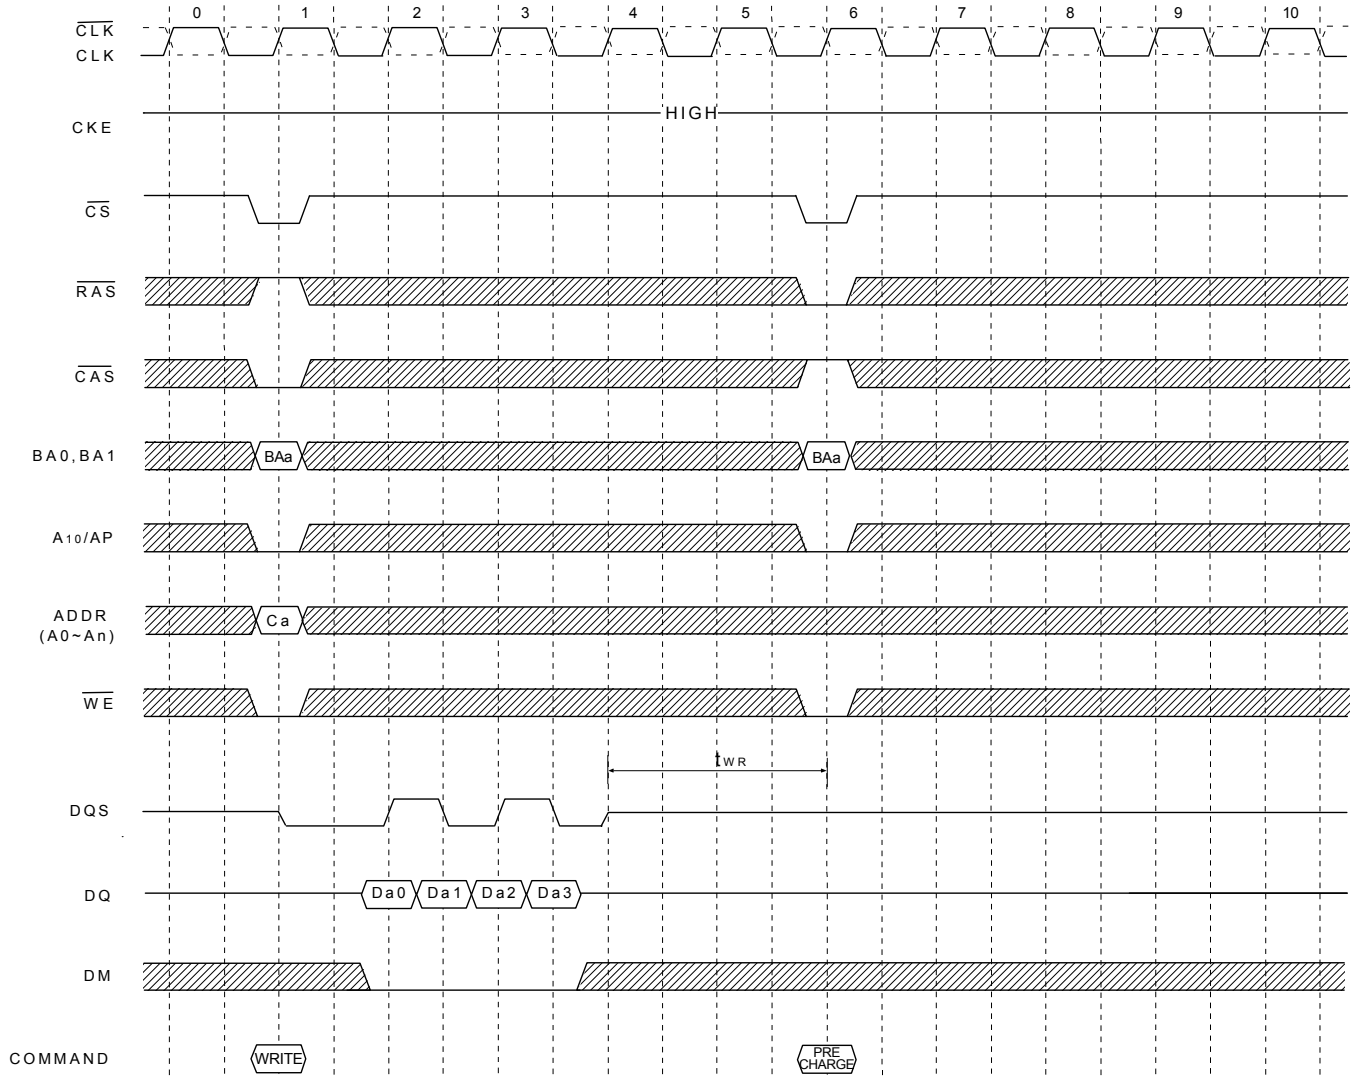 0 1 2 3 4 5 6 7 8 9 10
CLK
CLK
HIGH
CKE
CS
RAS
CAS
BA0,BA1 BAa BAa
A10/AP
ADDR Ca
(A0~An)
WE
tWR
DQS
DQ Da0 Da1 Da2 Da3
DM
COMMAND WRITE PRE
CHARGE